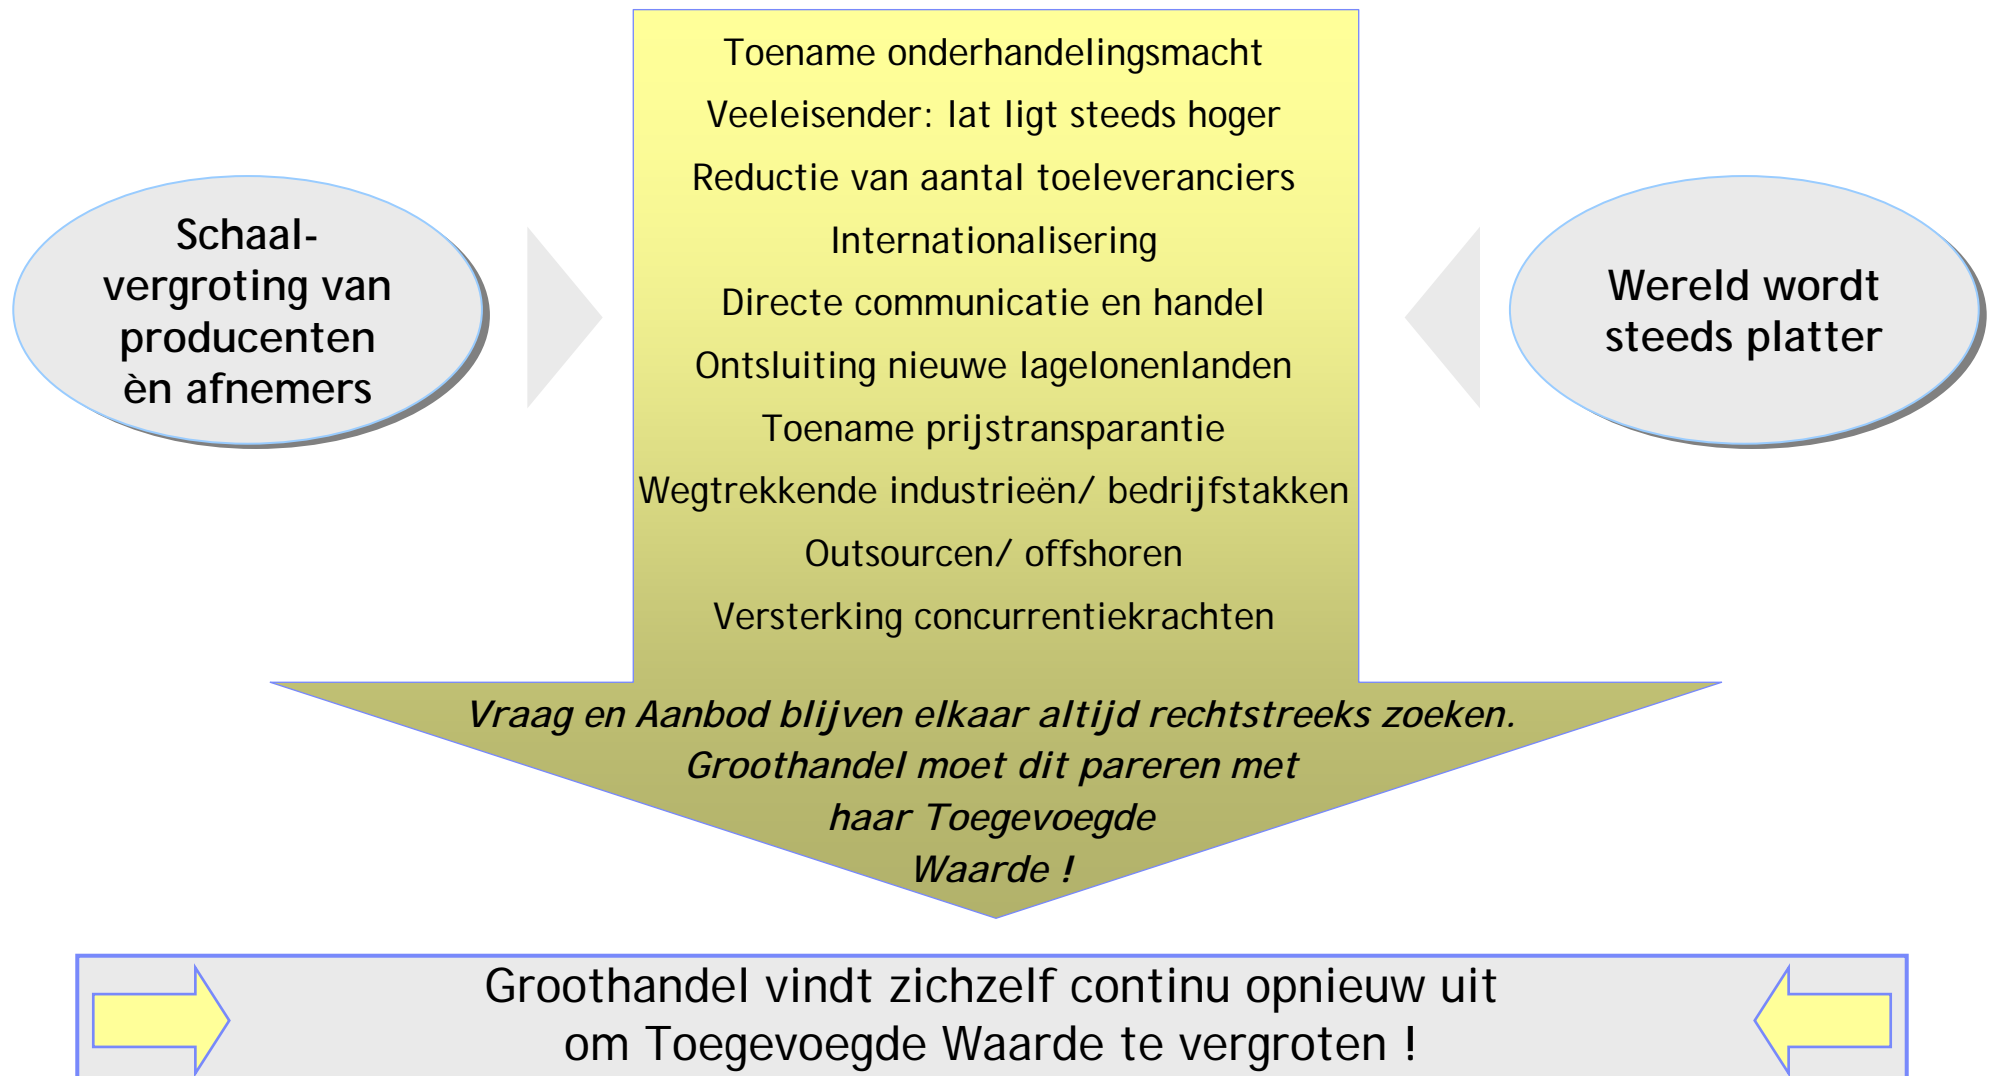 Toename onderhandelingsmacht
Veeleisender: lat ligt steeds hoger
Reductie van aantal toeleveranciers
Internationalisering
Directe communicatie en handel
Ontsluiting nieuwe lagelonenlanden
Toename prijstransparantie
Wegtrekkende industrieën/ bedrijfstakken
Outsourcen/ offshoren
Versterking concurrentiekrachten
Schaal-
vergroting van
producenten
èn afnemers
Wereld wordt
steeds platter
Vraag en Aanbod blijven elkaar altijd rechtstreeks zoeken.
Groothandel moet dit pareren met
haar Toegevoegde
Waarde !
Groothandel vindt zichzelf continu opnieuw uit
om Toegevoegde Waarde te vergroten !